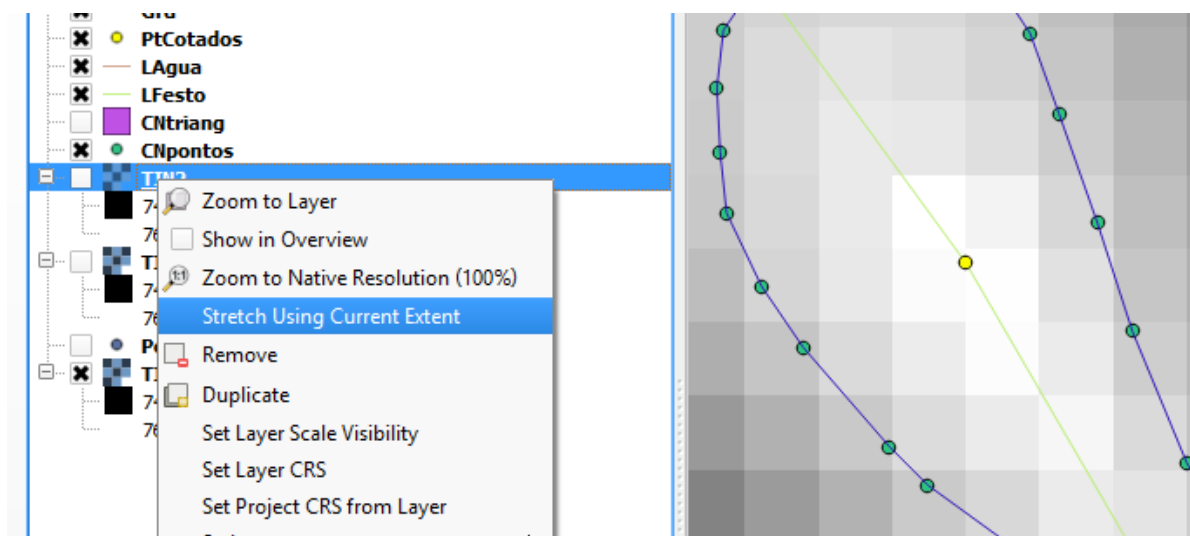 PtCotados
LAgua
LFesto
CNtriang
CNpontos
TIN2
Zoom to Layer
Show in Overview
Zoom to Native Resolution (100%)
Stretch Using Current Extent
Remove
Duplicate
Set Layer Scale Visibility
Set Layer CRS
Set Project CRS from Layer